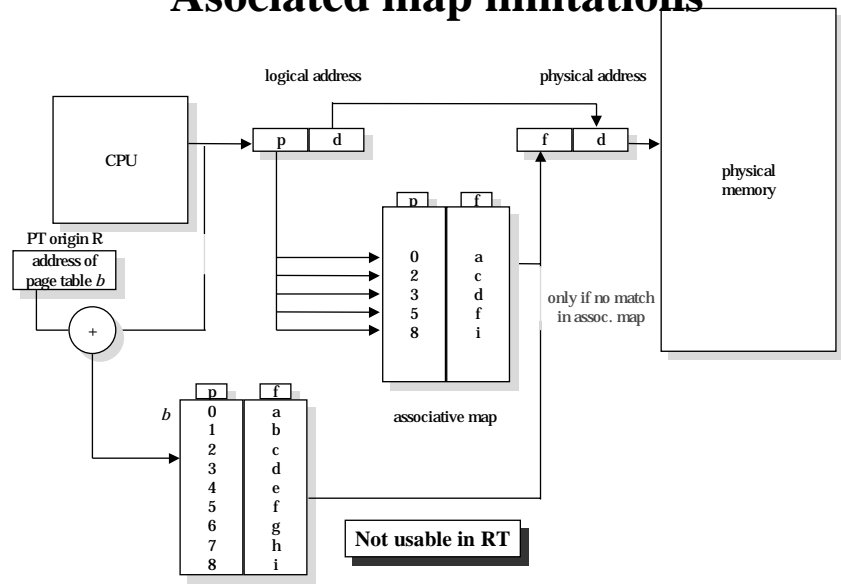 Asociated map limitations
logical address
physical address
p d
f d
CPU
physical
memory
PT origin R
address of
page table b
+
p f
0 a
2 c
3 d
5 f
8 i
only if no match
in assoc. map
associative map
b
p f
0 a
1 b
2 c
3 d
4 e
5 f
6 g
7 h
8 i
Not usable in RT